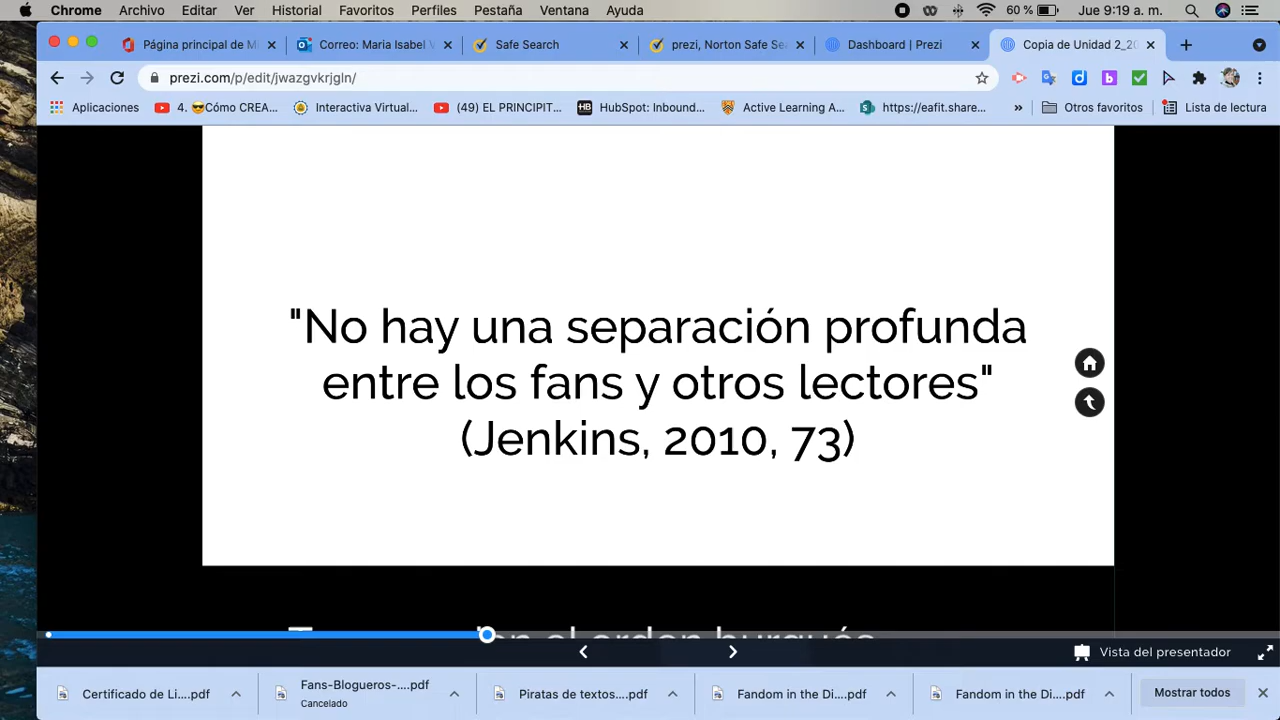 Chrome Archivo Editar Ver Historial Favoritos Perfiles Pestaña Ventana Ayuda 60 % Jue 9:19 a. m.
Página principal de M Correo: Maria Isabel V Safe Search prezi, Norton Safe Se Dashboard | Prezi Copia de Unidad 2_20
prezi.com/p/edit/jwazgvkrjgln/
Aplicaciones 4. 😎Cómo CREA... Interactiva Virtual... (49) EL PRINCIPIT... HubSpot: Inbound... Active Learning A... https://eafit.share... » Otros favoritos Lista de lectura
"No hay una separación profunda
entre los fans y otros lectores"
(Jenkins, 2010, 73)
en el orden burgués
Vista del presentador
Certificado de Li....pdf Fans-Blogueros-....pdf Piratas de textos....pdf Fandom in the Di....pdf Fandom in the Di....pdf Mostrar todos
Cancelado